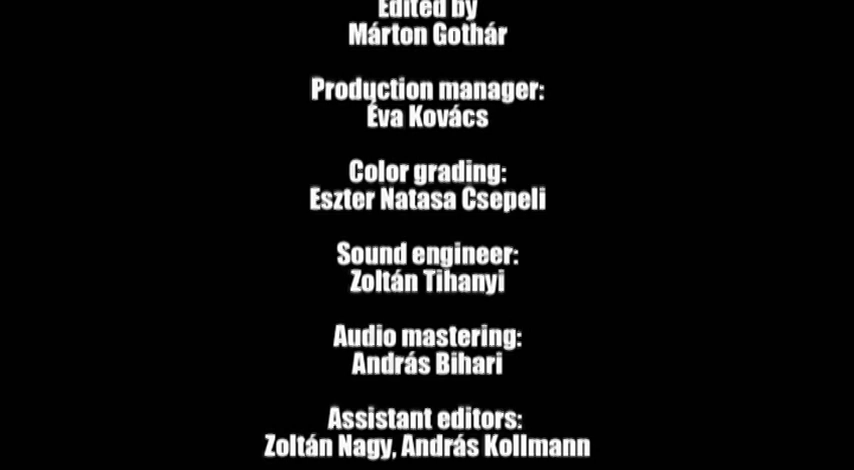 Edited by
Márton Gothár
Production manager:
Éva Kovács
Color grading:
Eszter Natasa Csepeli
Sound engineer:
Zoltán Tihanyi
Audio mastering:
András Bihari
Assistant editors:
Zoltán Nagy, András Kollmann